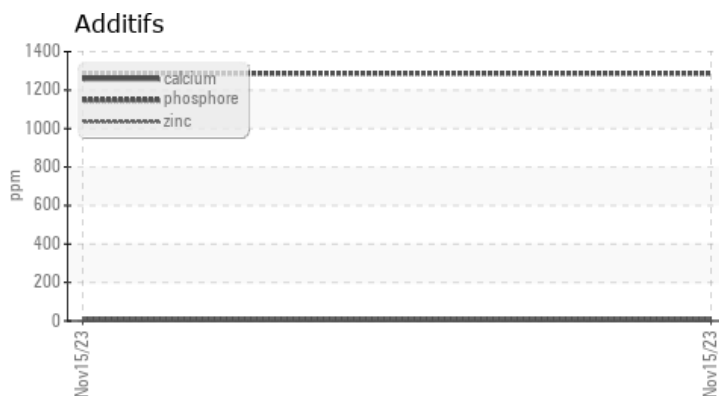 Additifs
1400
1200
1000
800
600
400
200
0
ppm
calcium
phosphore
zinc
Nov15/23
Nov15/23